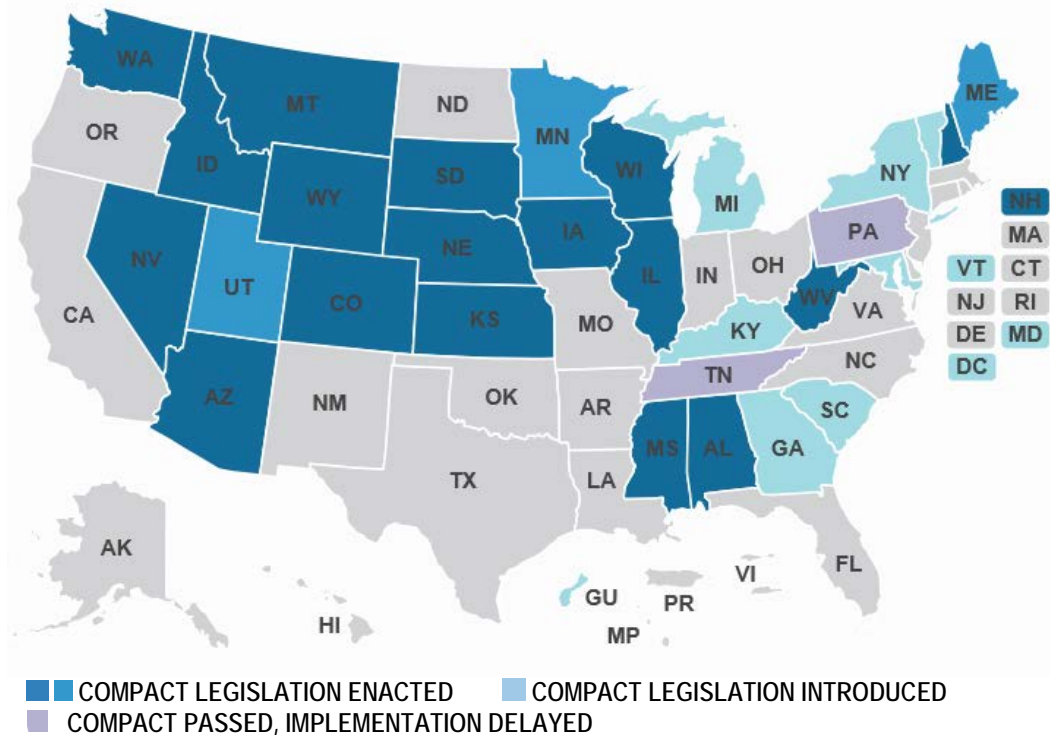 WA
MT
ND
MN
ME
OR
ID
SD
WI
NY
WY
MI
NH
IA
PA
MA
NE
NV
IL
IN
OH
VT
CT
UT
CO
WV
CA
KS
MO
KY
VA
NJ
RI
DE
MD
TN
NC
DC
AZ
NM
OK
AR
SC
MS
AL
GA
TX
LA
AK
FL
VI
GU
PR
HI
MP
COMPACT LEGISLATION ENACTED
COMPACT LEGISLATION INTRODUCED
COMPACT PASSED, IMPLEMENTATION DELAYED